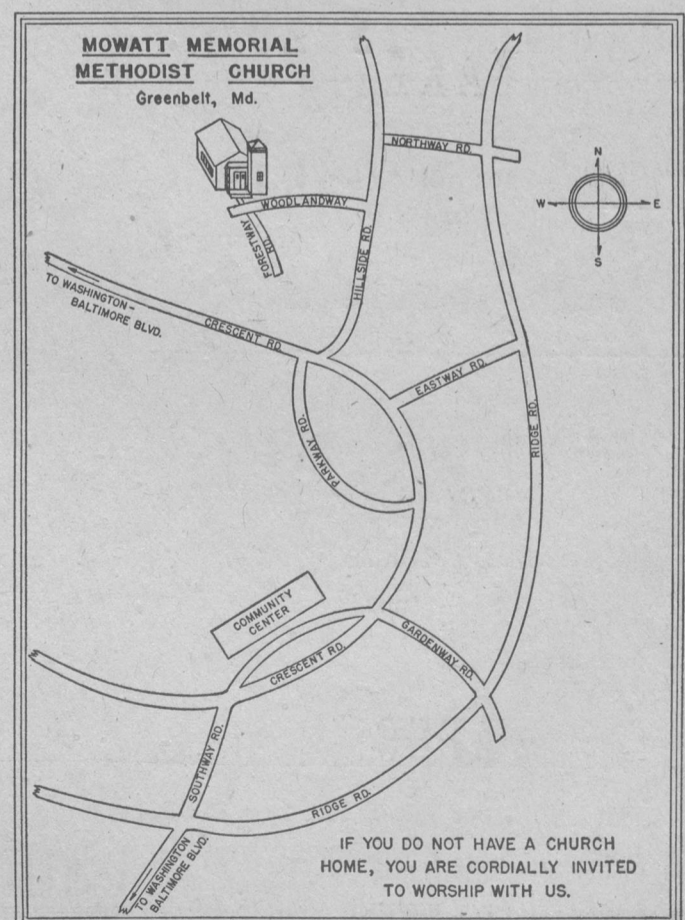 MOWATT MEMORIAL
METHODIST CHURCH
Greenbelt, Md.
NORTHWAY RD.
N
W
E
S
WOODLANDWAY
FORESTWAY
RD
HILLSIDE RD.
TO WASHINGTON-
BALTIMORE BLVD.
CRESCENT RD.
EASTWAY RD.
RIDGE RD.
PARKWAY RD.
COMMUNITY
CENTER
CRESCENT RD.
GARDENWAY RD.
SOUTHWAY RD.
RIDGE RD.
TO WASHINGTON
BALTIMORE BLVD.
IF YOU DO NOT HAVE A CHURCH
HOME, YOU ARE CORDIALLY INVITED
TO WORSHIP WITH US.